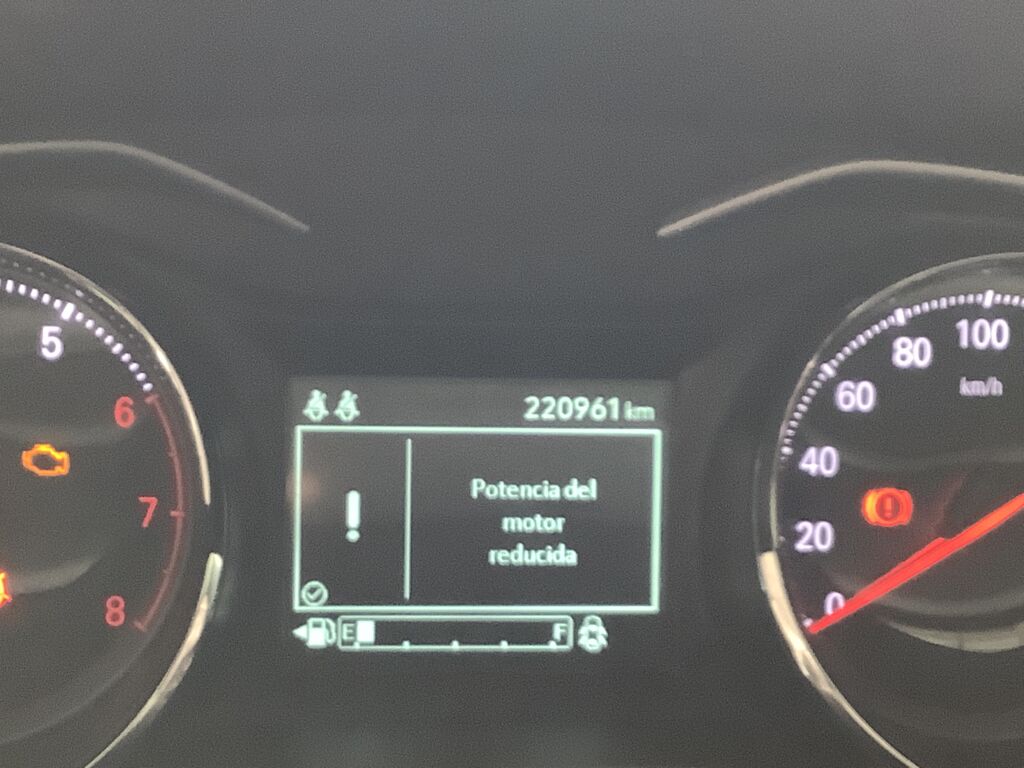 5
6
7
8
220961 km
Potencia del
motor
reducida
E F
100
80
km/h
60
40
20
0